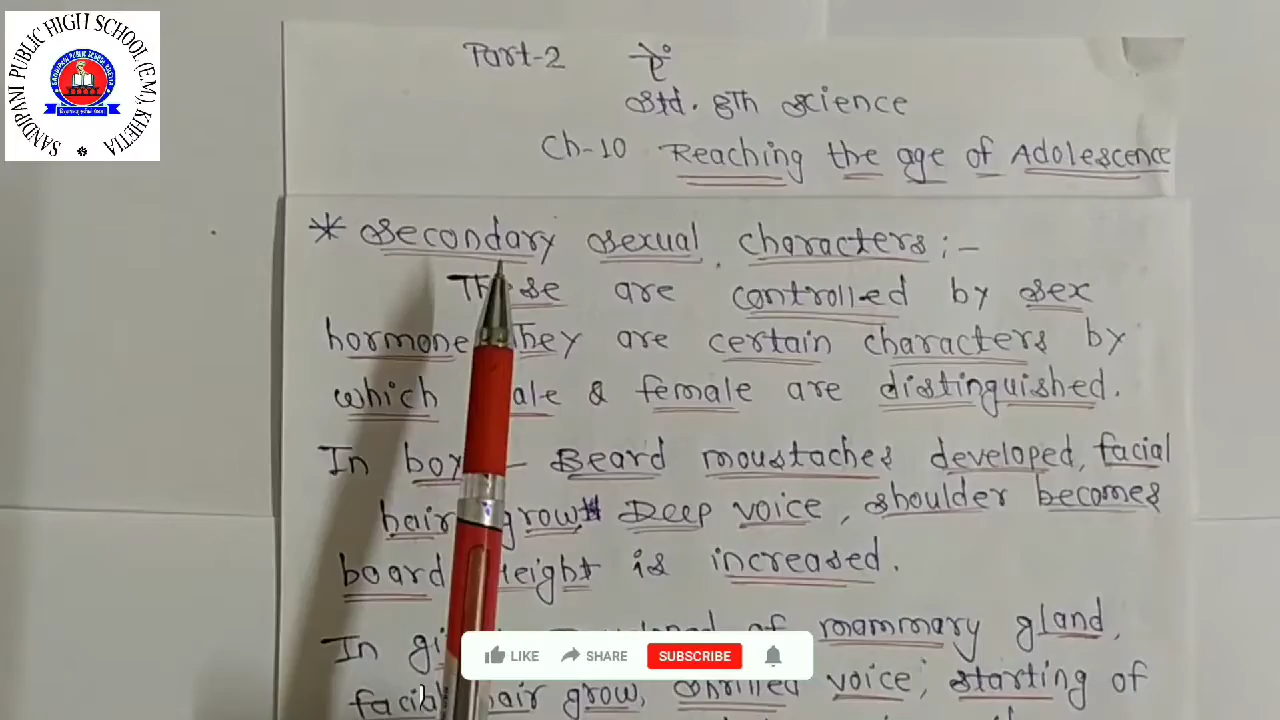 SANDIPANI PUBLIC HIGH SCHOOL (E.M.), KHETIA
Part-2 ऐं
Std. 8Th science
Ch-10 Reaching the age of Adolescence
* Secondary sexual characters :-
These are controlled by sex
hormone They are certain characters by
which male & female are distinguished.
In boy - Beard moustaches developed, facial
hair grow Deep voice, shoulder becomes
board height is increased.
In of mammary gland,
facial hair grow, shrilled voice, starting of
LIKE SHARE SUBSCRIBE